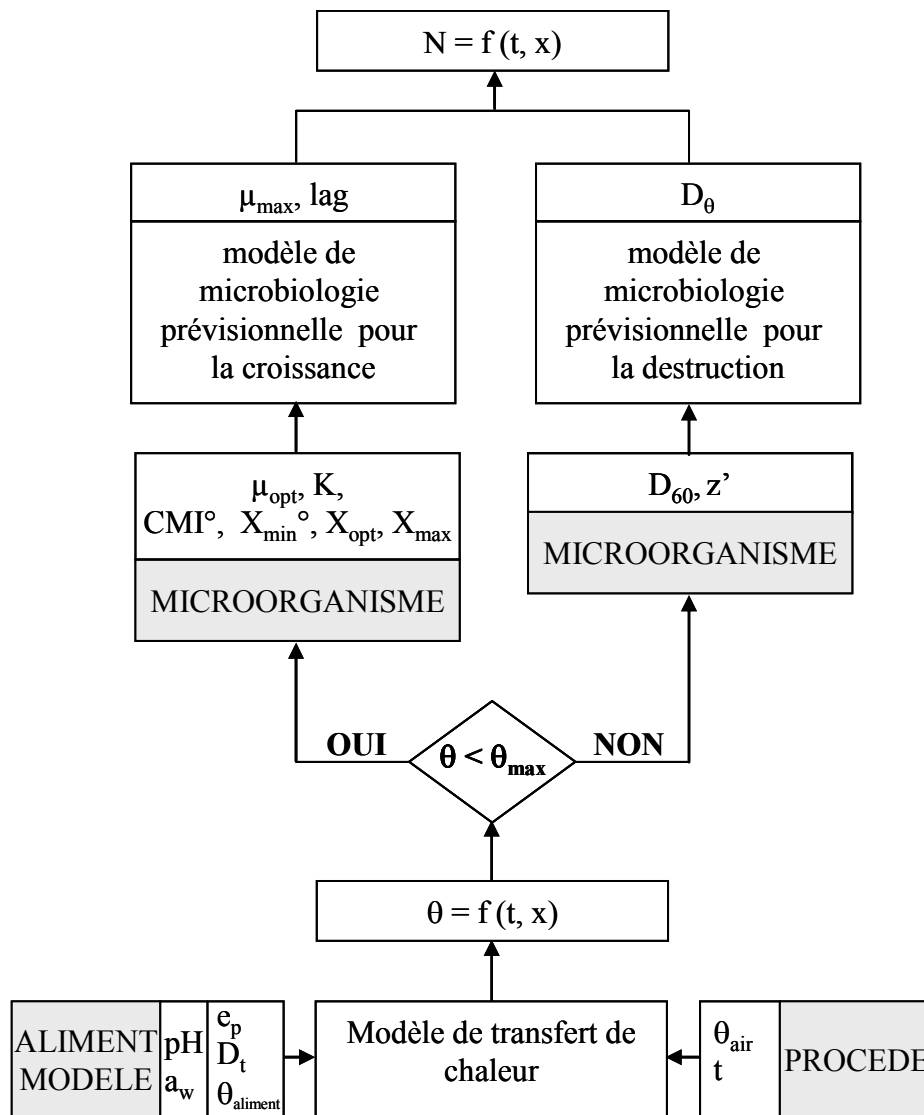 N = f (t, x)
µmax, lag
modèle de
microbiologie
prévisionnelle pour
la croissance
Dθ
modèle de
microbiologie
prévisionnelle pour
la destruction
µopt, K,
CMI°, Xmin°, Xopt, Xmax
MICROORGANISME
D60, z’
MICROORGANISME
OUI
θ < θmax
NON
θ = f (t, x)
ALIMENT
MODELE
pH
aw
ep
Dt
θaliment
Modèle de transfert de
chaleur
θair
t
PROCEDE